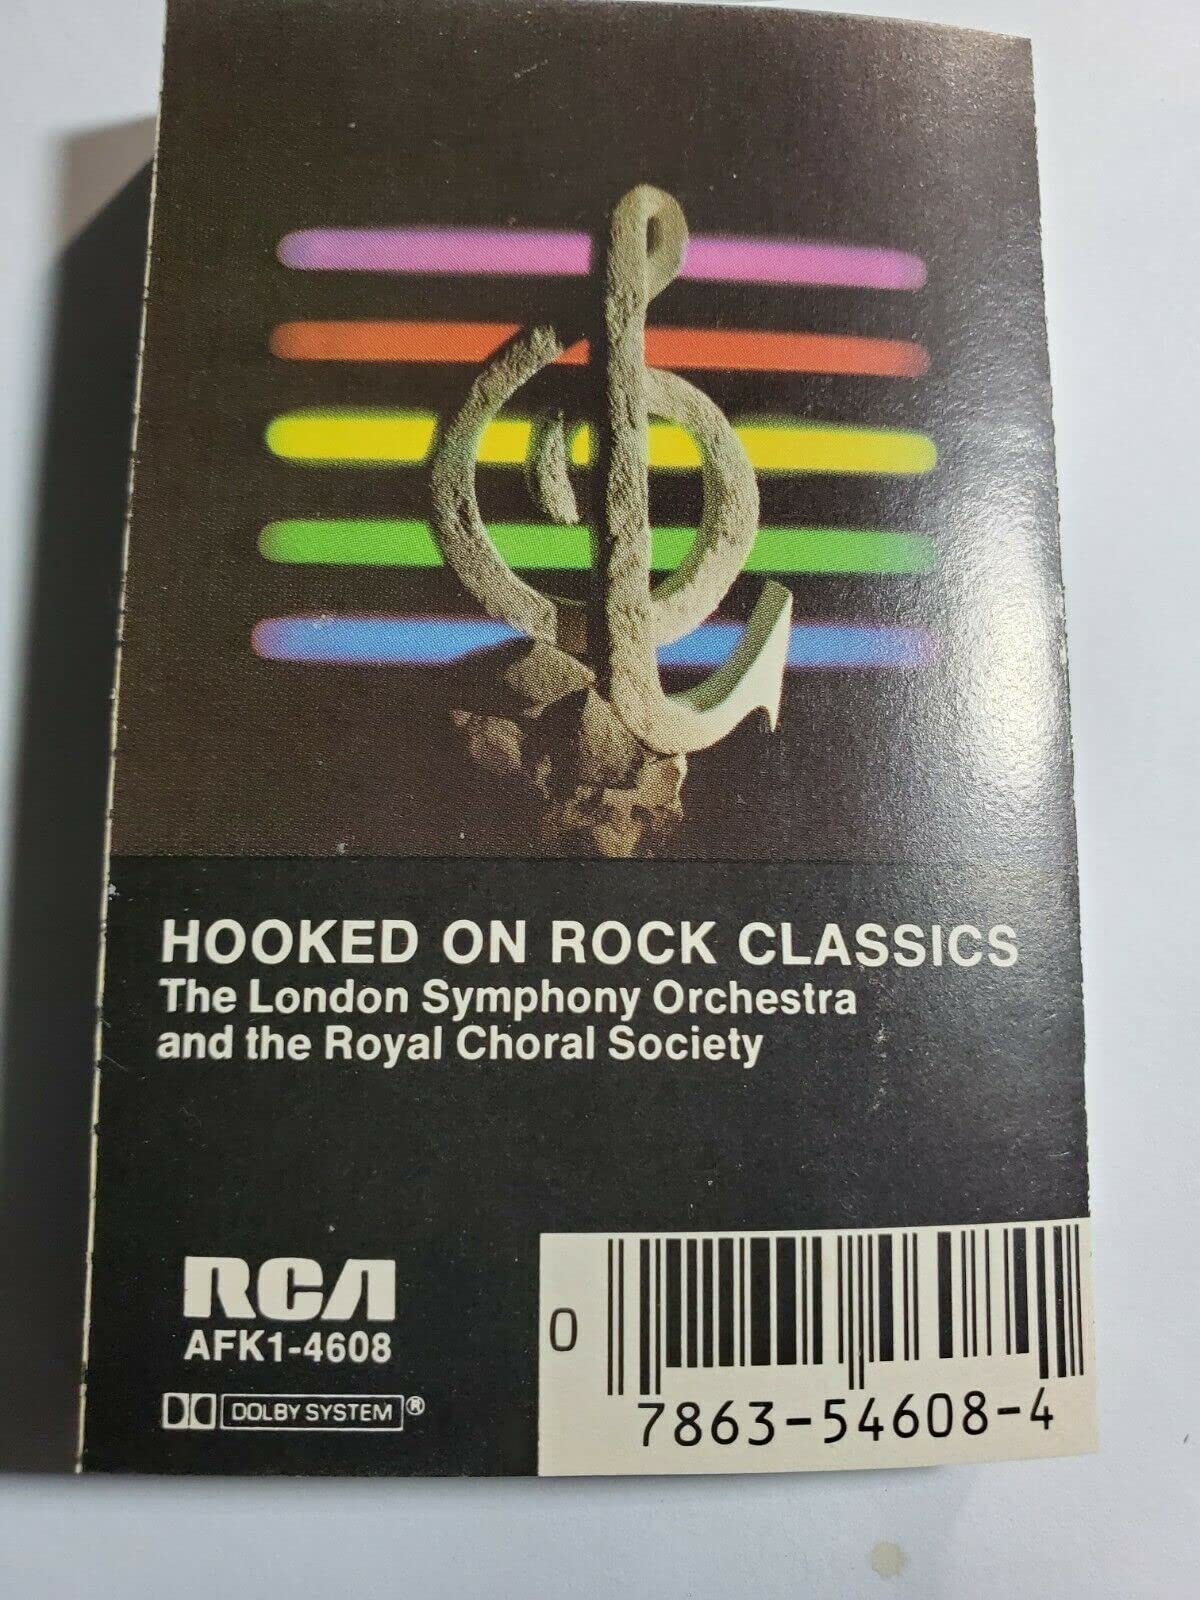 HOOKED ON ROCK CLASSICS
The London Symphony Orchestra
and the Royal Choral Society
RCA
AFK1-4608
DOLBY SYSTEM®
0
7863-54608-4